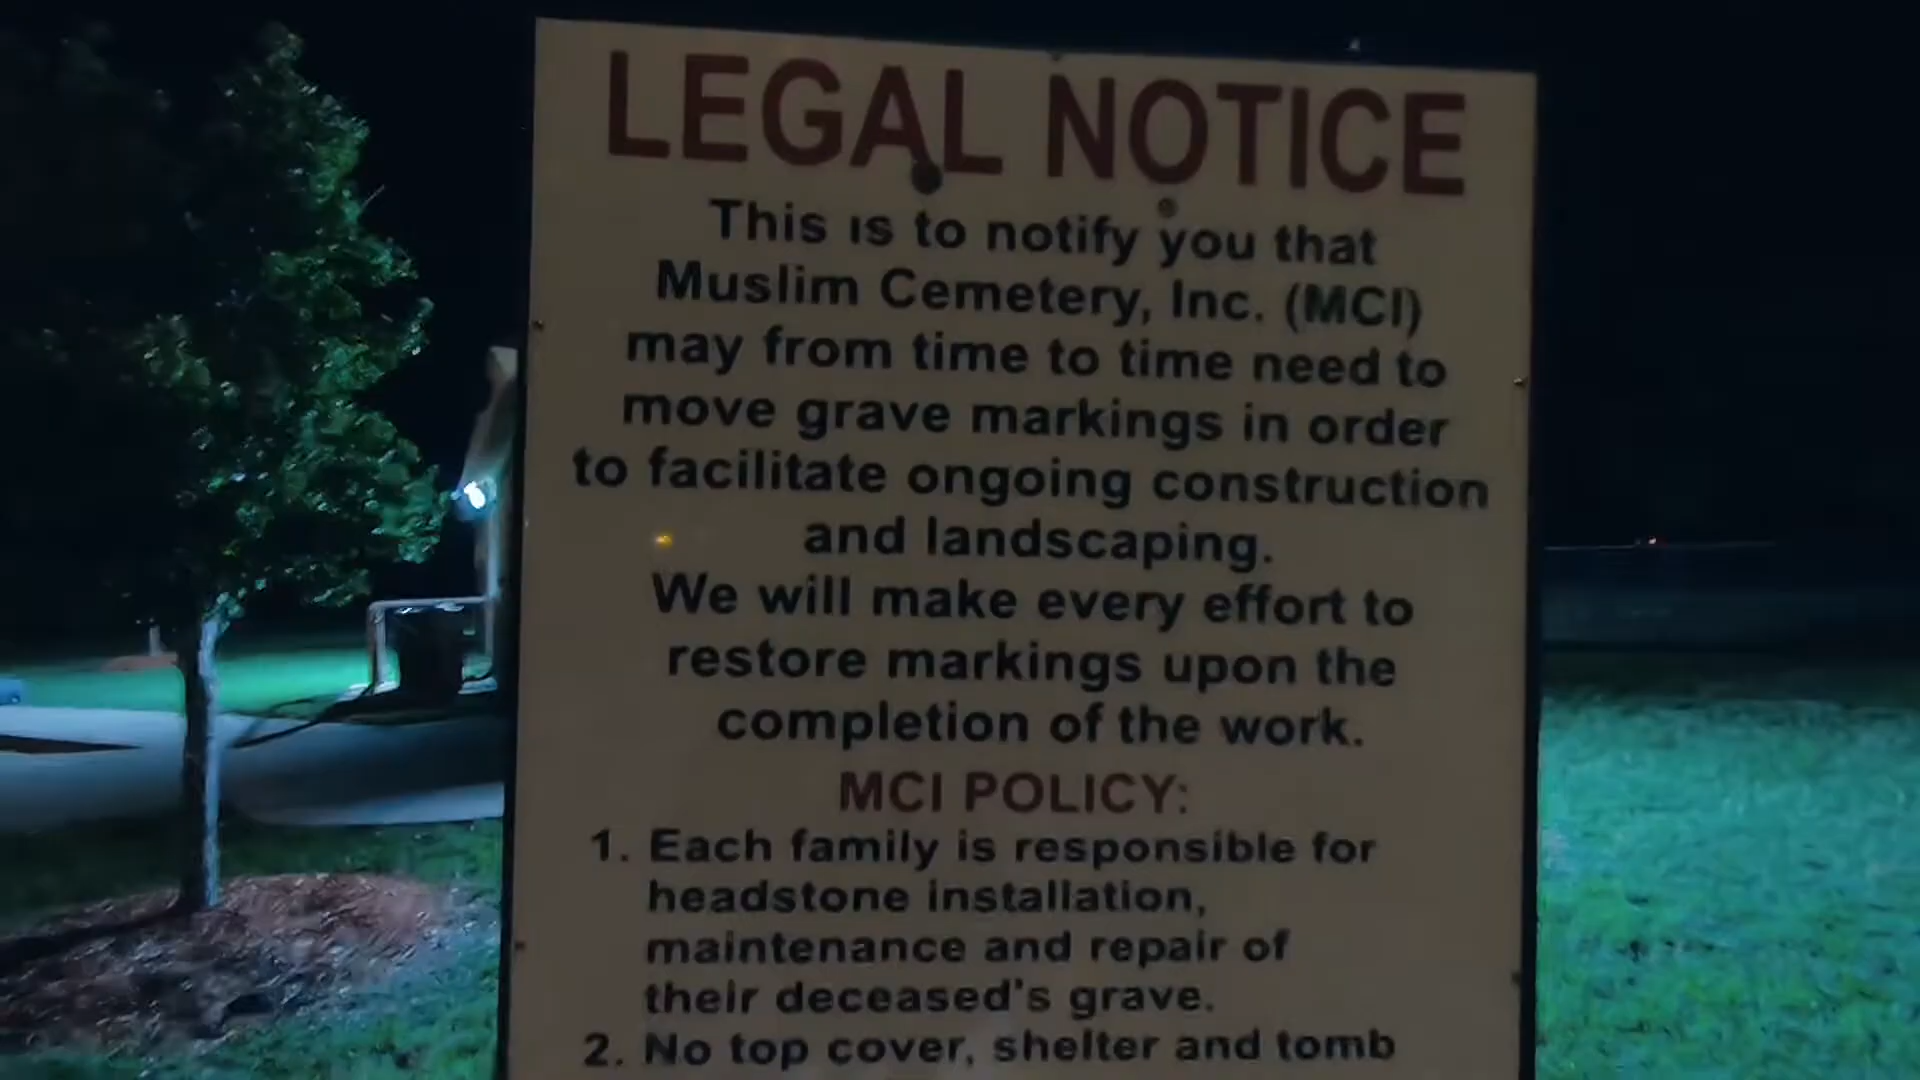 LEGAL NOTICE
This is to notify you that
Muslim Cemetery, Inc. (MCI)
may from time to time need to
move grave markings in order
to facilitate ongoing construction
and landscaping.
We will make every effort to
restore markings upon the
completion of the work.
MCI POLICY:
1. Each family is responsible for
headstone installation,
maintenance and repair of
their deceased's grave.
2. No top cover, shelter and tomb